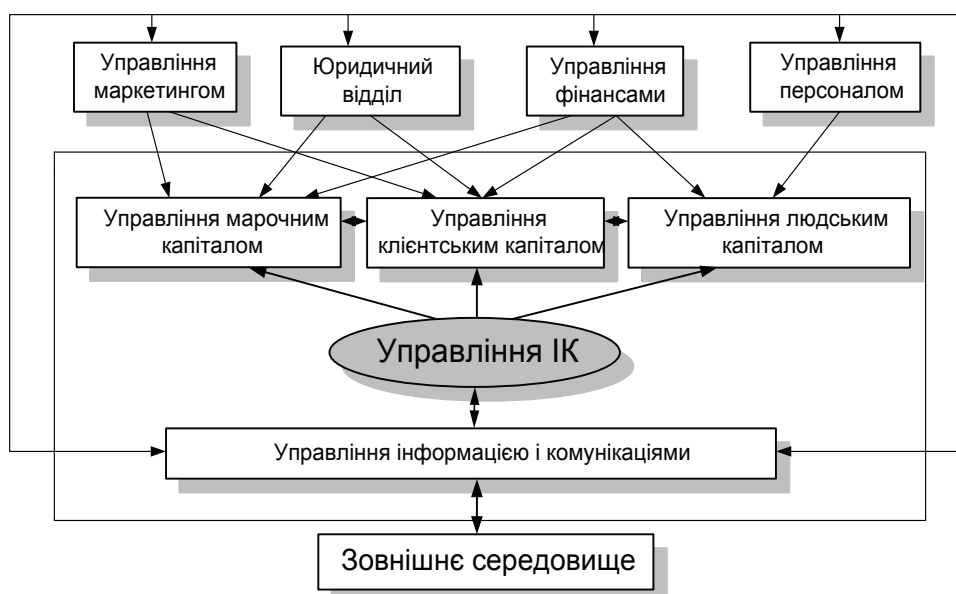 Управління
маркетингом
Юридичний
відділ
Управління
фінансами
Управління
персоналом
Управління марочним
капіталом
Управління
клієнтським капіталом
Управління людським
капіталом
Управління ІК
Управління інформацією і комунікаціями
Зовнішнє середовище